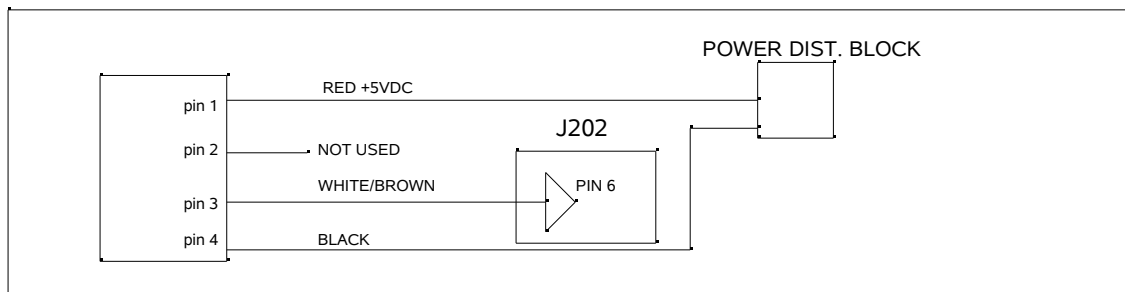 POWER DIST. BLOCK
RED +5VDC
pin 1
J202
pin 2
NOT USED
WHITE/BROWN
PIN 6
pin 3
pin 4
BLACK